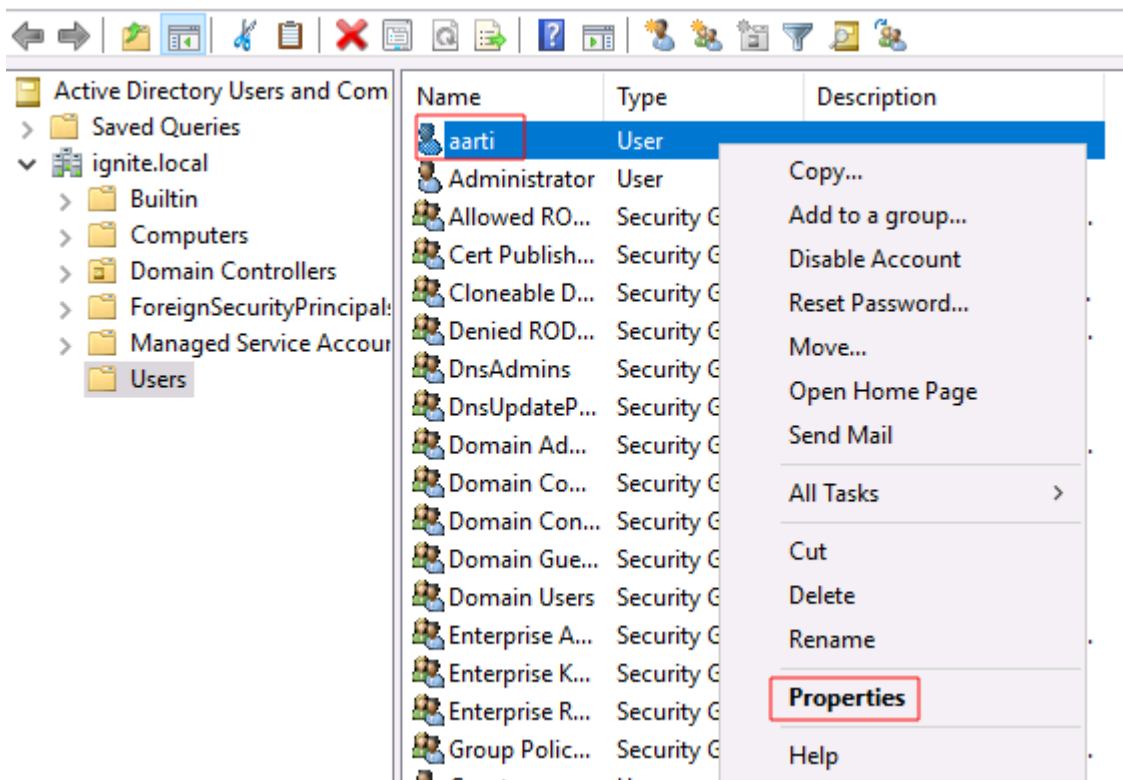 Active Directory Users and Com
Saved Queries
ignite.local
Builtin
Computers
Domain Controllers
ForeignSecurityPrincipals
Managed Service Accour
Users
Name Type Description
aarti User
Administrator User
Allowed RO... Security G
Cert Publish... Security G
Cloneable D... Security G
Denied ROD... Security G
DnsAdmins Security G
DnsUpdateP... Security G
Domain Ad... Security G
Domain Co... Security G
Domain Con... Security G
Domain Gue... Security G
Domain Users Security G
Enterprise A... Security G
Enterprise K... Security G
Enterprise R... Security G
Group Polic... Security G
Copy...
Add to a group...
Disable Account
Reset Password...
Move...
Open Home Page
Send Mail
All Tasks
Cut
Delete
Rename
Properties
Help